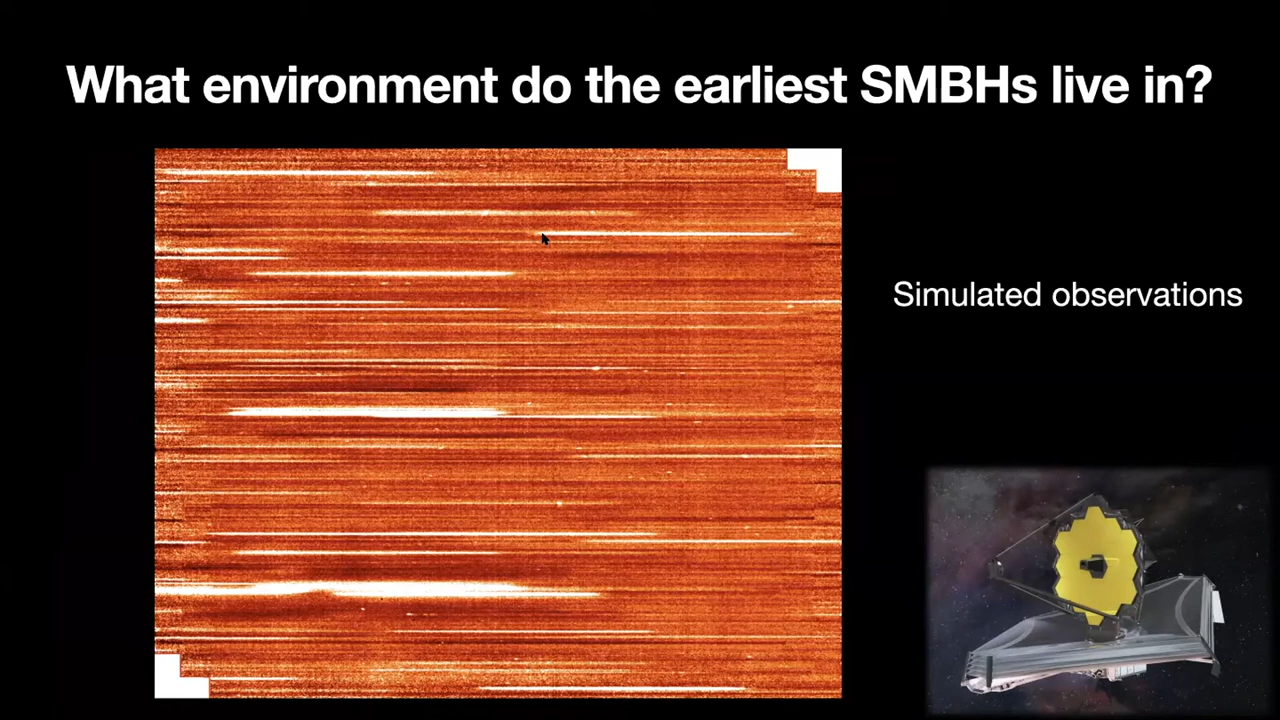 What environment do the earliest SMBHs live in?
Simulated observations